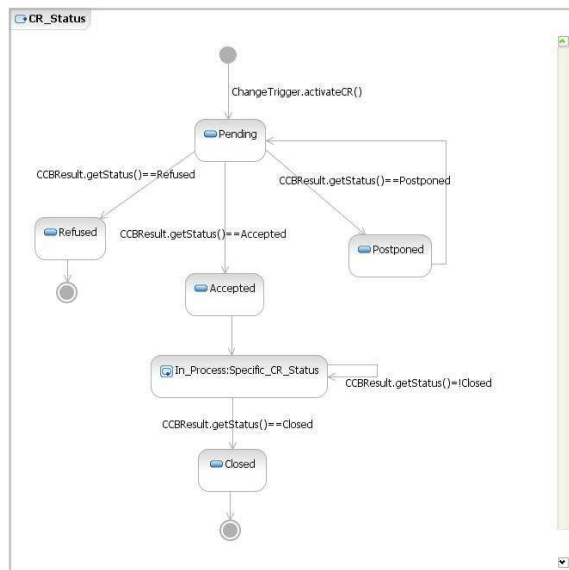 CR_Status
ChangeTrigger.activateCR()
Pending
CCBResult.getStatus()==Refused
CCBResult.getStatus()==Postponed
Refused
CCBResult.getStatus()==Accepted
Postponed
Accepted
In_Process:Specific_CR_Status
CCBResult.getStatus()=!Closed
CCBResult.getStatus()==Closed
Closed